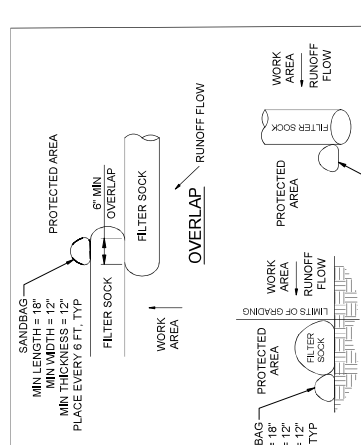 SANDBAG
MIN LENGTH = 18"
MIN WIDTH = 12"
MIN THICKNESS = 12"
PLACE EVERY 6 FT, TYP
PROTECTED AREA
6" MIN
OVERLAP
FILTER SOCK
FILTER SOCK
RUNOFF FLOW
WORK
AREA
OVERLAP
WORK
AREA
RUNOFF
FLOW
FILTER SOCK
PROTECTED
AREA
WORK
AREA
RUNOFF
FLOW
LIMITS OF GRADING
PROTECTED
AREA
FILTER
SOCK
BAG
= 18"
= 12"
= 12"
TYP